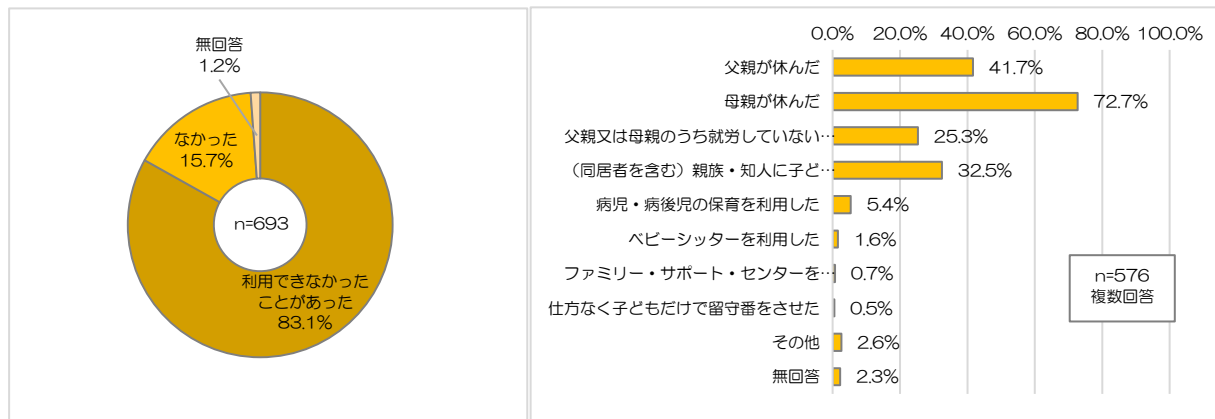 無回答
1.2%
なかった
15.7%
n=693
利用できなかった
ことがあった
83.1%
0.0% 20.0% 40.0% 60.0% 80.0% 100.0%
父親が休んだ 41.7%
母親が休んだ 72.7%
父親又は母親のうち就労していない… 25.3%
（同居者を含む）親族・知人に子ど… 32.5%
病児・病後児の保育を利用した 5.4%
ベビーシッターを利用した 1.6%
ファミリー・サポート・センターを… 0.7%
仕方なく子どもだけで留守番をさせた 0.5%
その他 2.6%
無回答 2.3%
n=576
複数回答